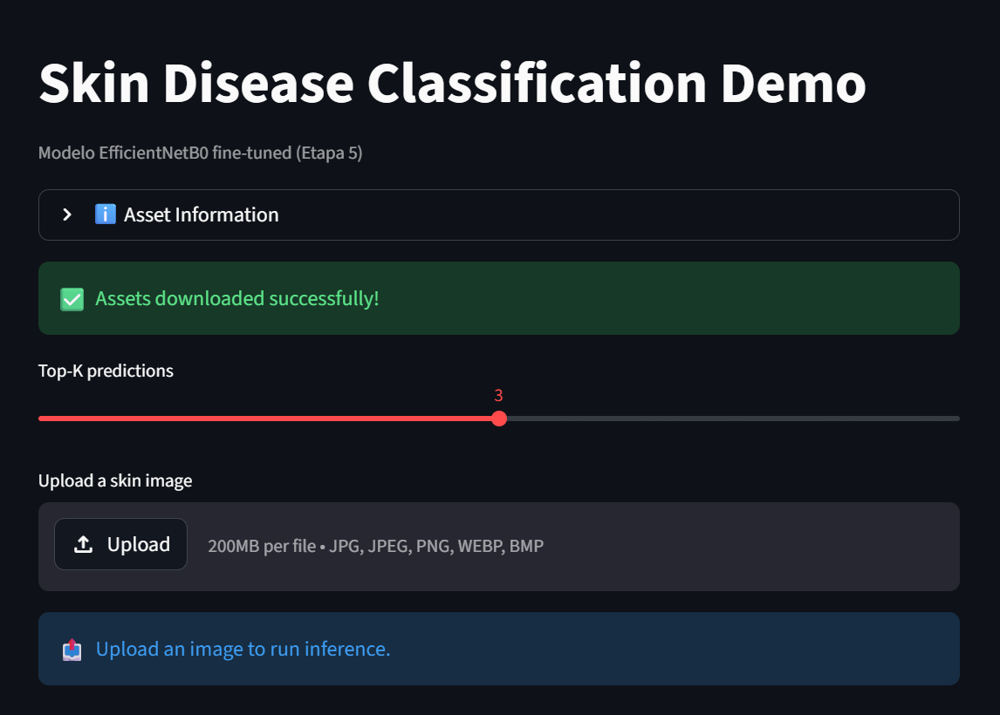 Skin Disease Classification Demo
Modelo EfficientNetB0 fine-tuned (Etapa 5)
ℹ️ Asset Information
✅ Assets downloaded successfully!
Top-K predictions
3
Upload a skin image
Upload 200MB per file • JPG, JPEG, PNG, WEBP, BMP
📤 Upload an image to run inference.